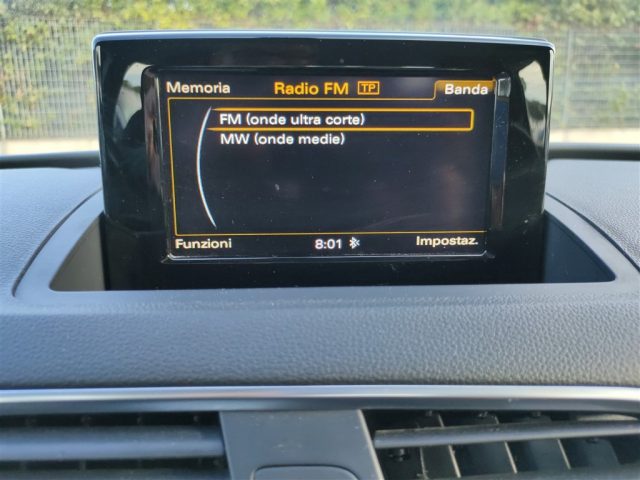 Memoria Radio FM TP Banda
FM (onde ultra corte)
MW (onde medie)
Funzioni 8:01 Impostaz.